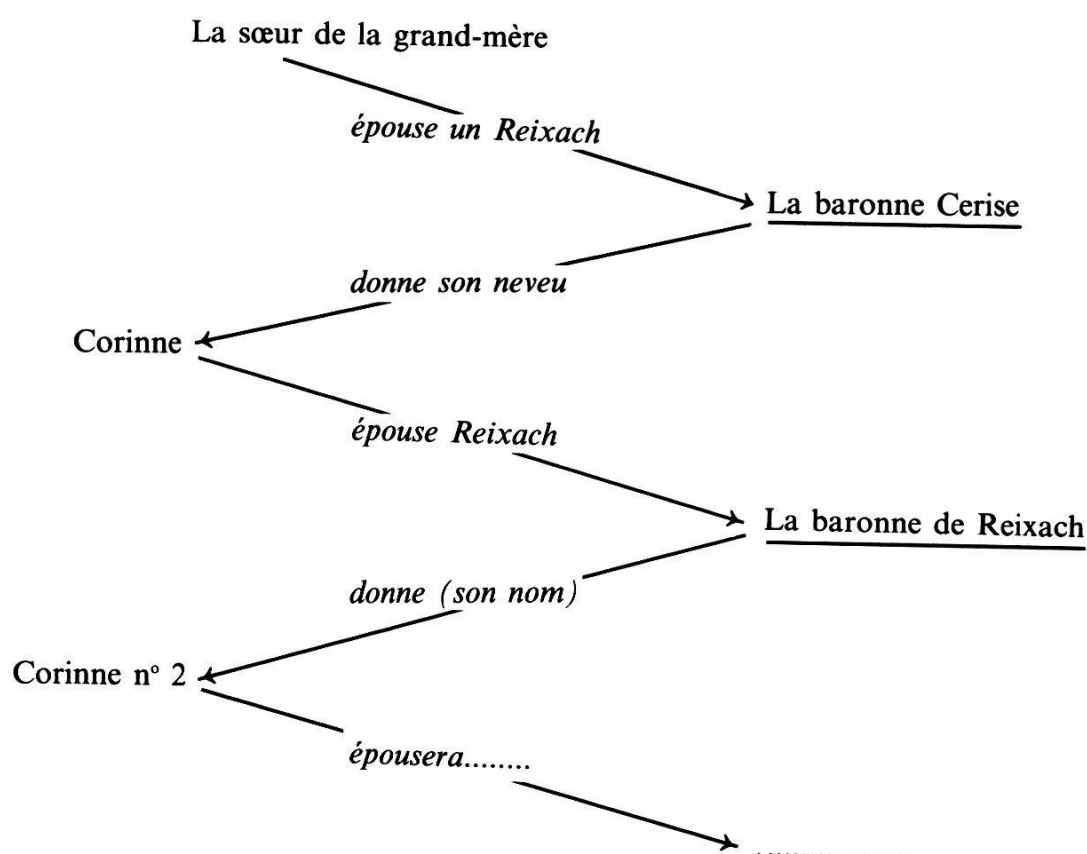 La sœur de la grand-mère
épouse un Reixach
La baronne Cerise
donne son neveu
Corinne
épouse Reixach
La baronne de Reixach
donne (son nom)
Corinne n° 2
épousera........
................